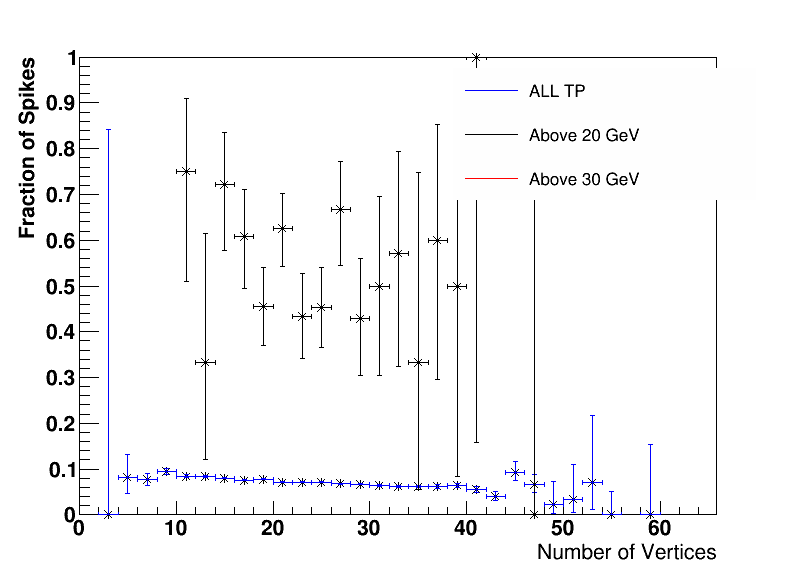 Fraction of Spikes
1
0.9
0.8
0.7
0.6
0.5
0.4
0.3
0.2
0.1
0
ALL TP
Above 20 GeV
Above 30 GeV
0 10 20 30 40 50 60
Number of Vertices